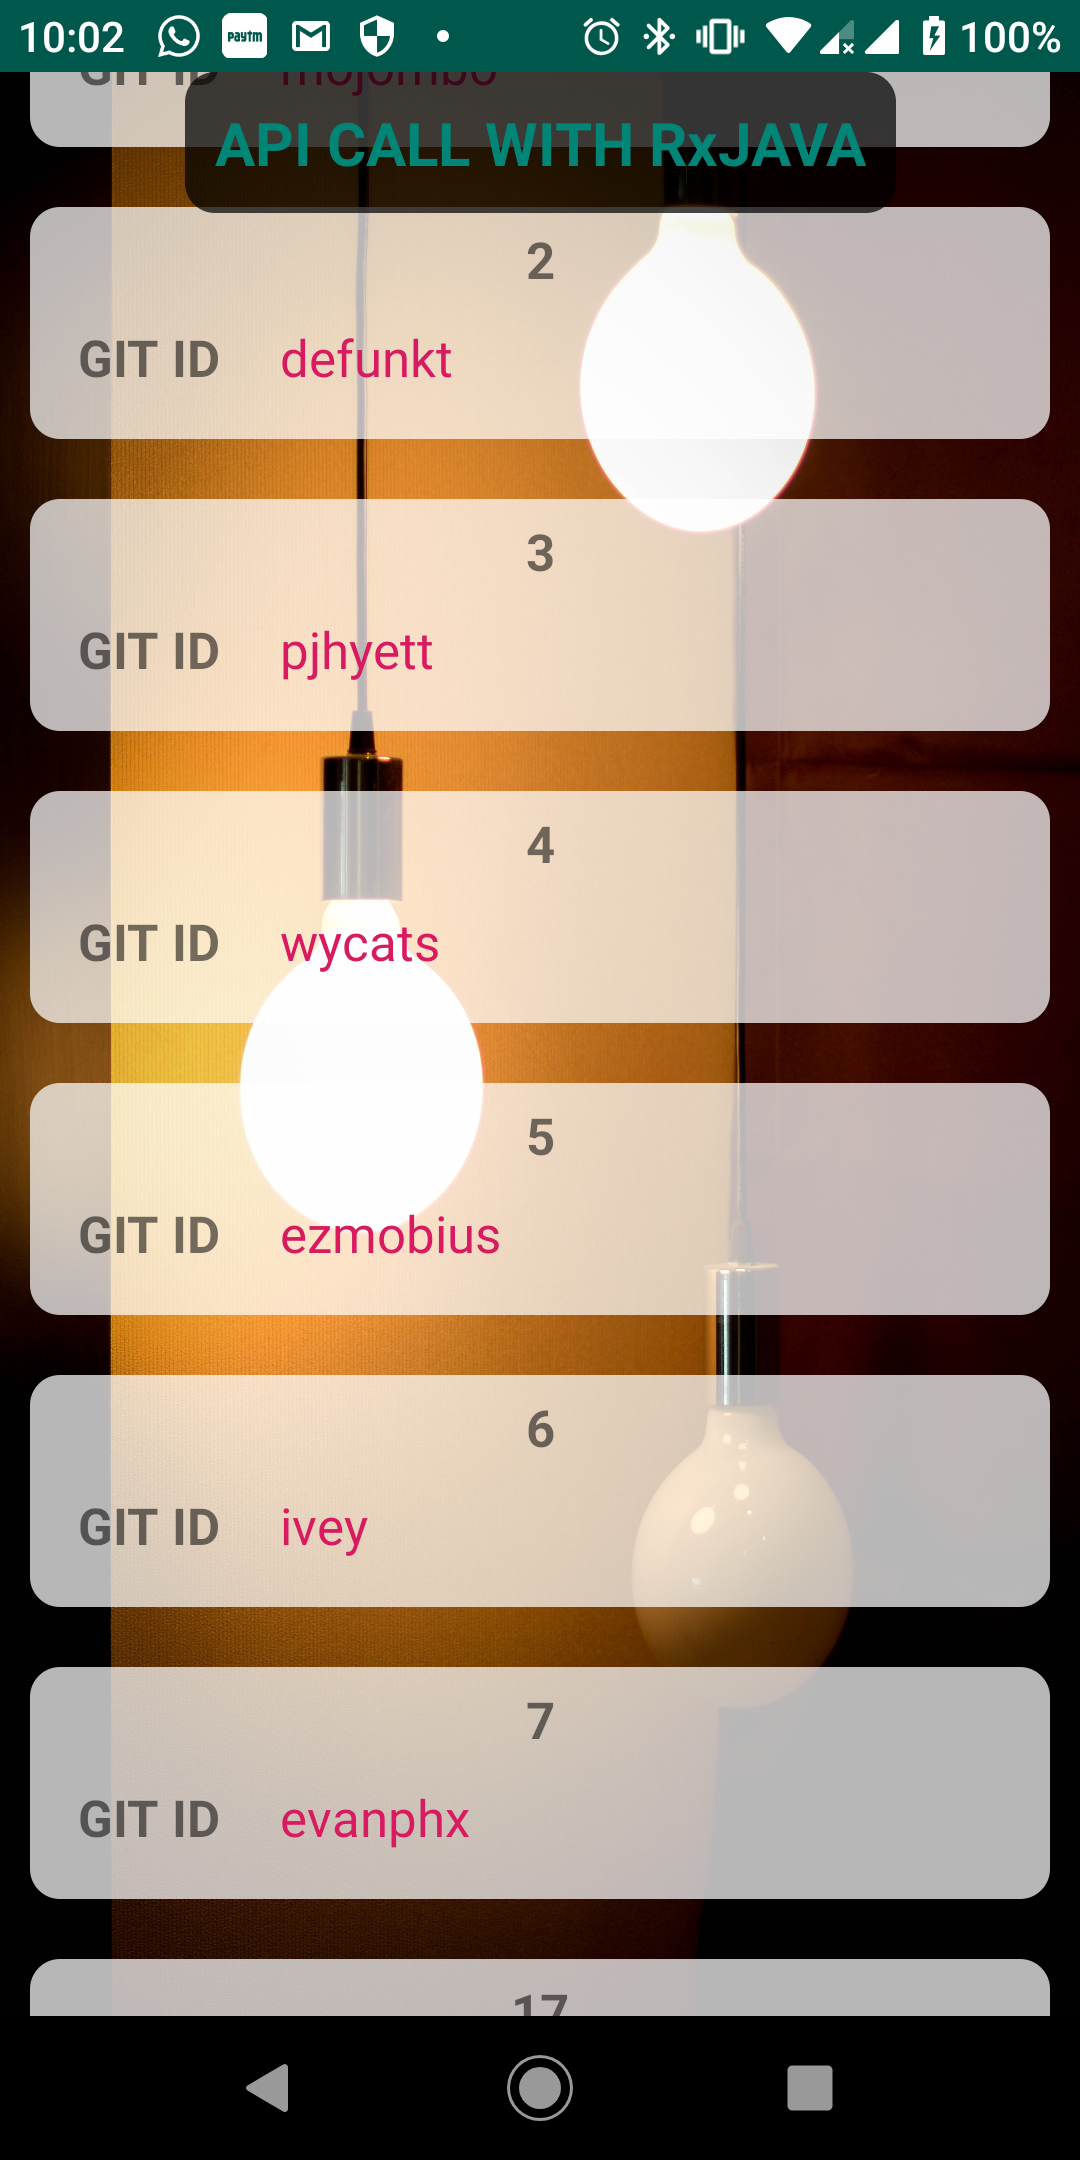 10:02 paytm 100%
GIT ID mojombo
API CALL WITH RxJAVA
2
GIT ID defunkt
3
GIT ID pjhyett
4
GIT ID wycats
5
GIT ID ezmobius
6
GIT ID ivey
7
GIT ID evanphx
17